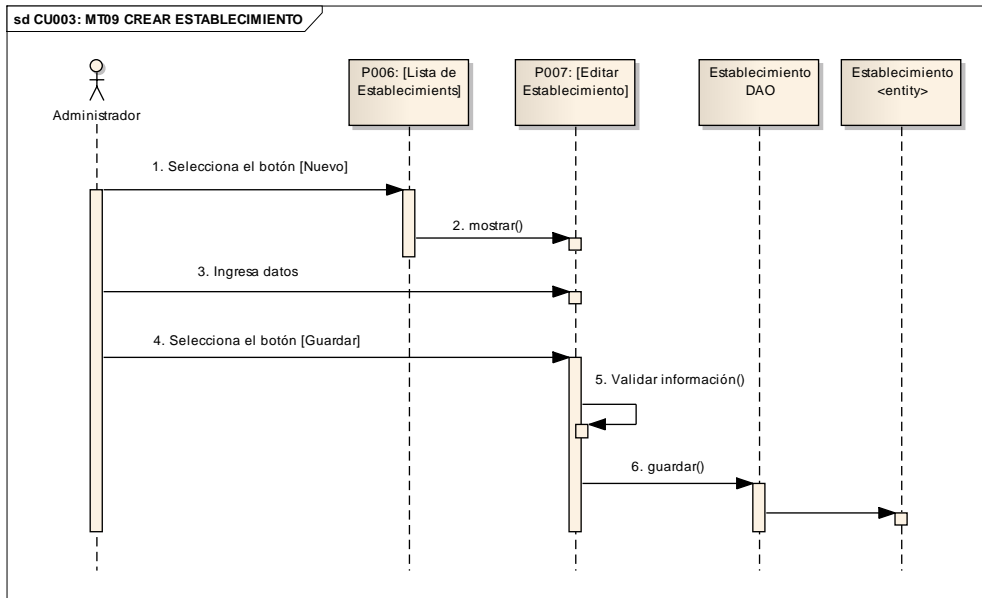 sd CU003: MT09 CREAR ESTABLECIMIENTO
Administrador
P006: [Lista de
Establecimients]
P007: [Editar
Establecimiento]
Establecimiento
DAO
Establecimiento
<entity>
1. Selecciona el botón [Nuevo]
2. mostrar()
3. Ingresa datos
4. Selecciona el botón [Guardar]
5. Validar información()
6. guardar()